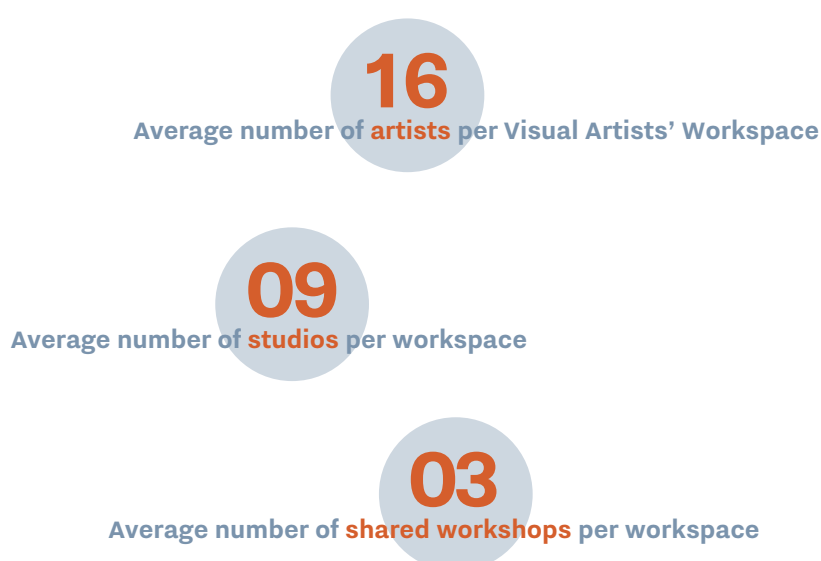 16
Average number of artists per Visual Artists’ Workspace
09
Average number of studios per workspace
03
Average number of shared workshops per workspace